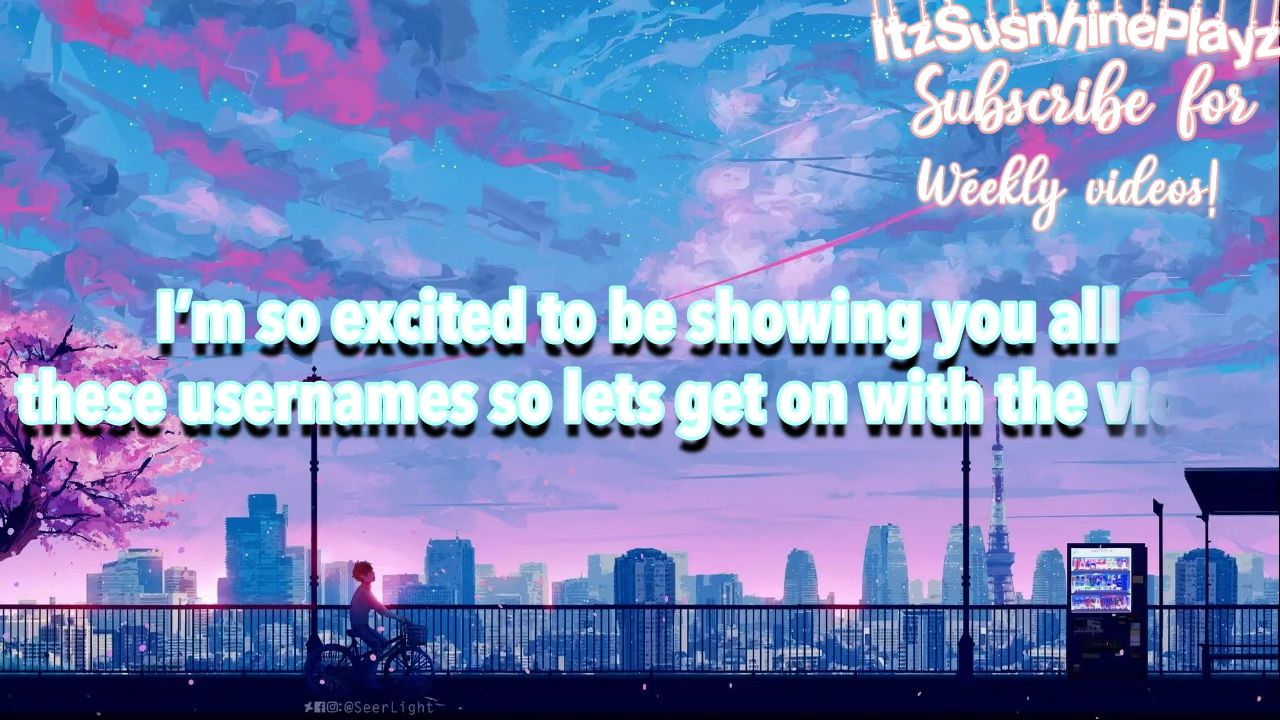 ItzSusnhinePlayz
Subscribe for
Weekly videos!
I'm so excited to be showing you all
these usernames so lets get on with the
@SeerLight